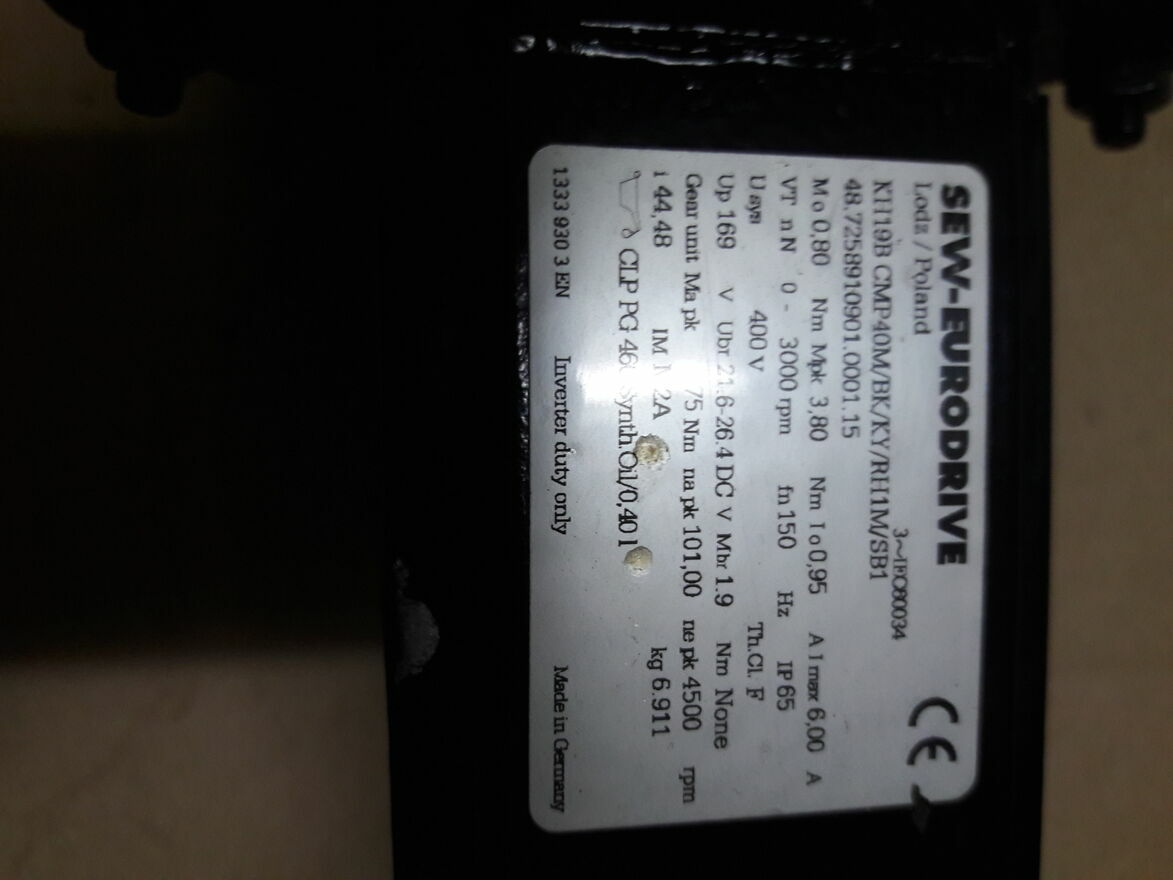 SEW-EURODRIVE
Lodz / Poland 3~IEC60034
KH19B CMP40M/BK/KY/RH1M/SB1
48.7258910901.0001.15
Mo 0,80 Nm Mpk 3,80 Nm Io 0,95 A Imax 6,00 A
VT nN 0 - 3000 rpm fn 150 Hz IP 65
Usys 400 V Th.Cl. F
Up 169 V Ubr 21.6-26.4 DC V Mbr 1.9 Nm None
Gear unit Ma pk 75 Nm na pk 101,00 ne pk 4500 rpm
i 44,48 IM 2A kg 6.911
CLP PG Synth.Oil/0,40 l
1333 930 3 EN Inverter duty only Made in Germany
CE